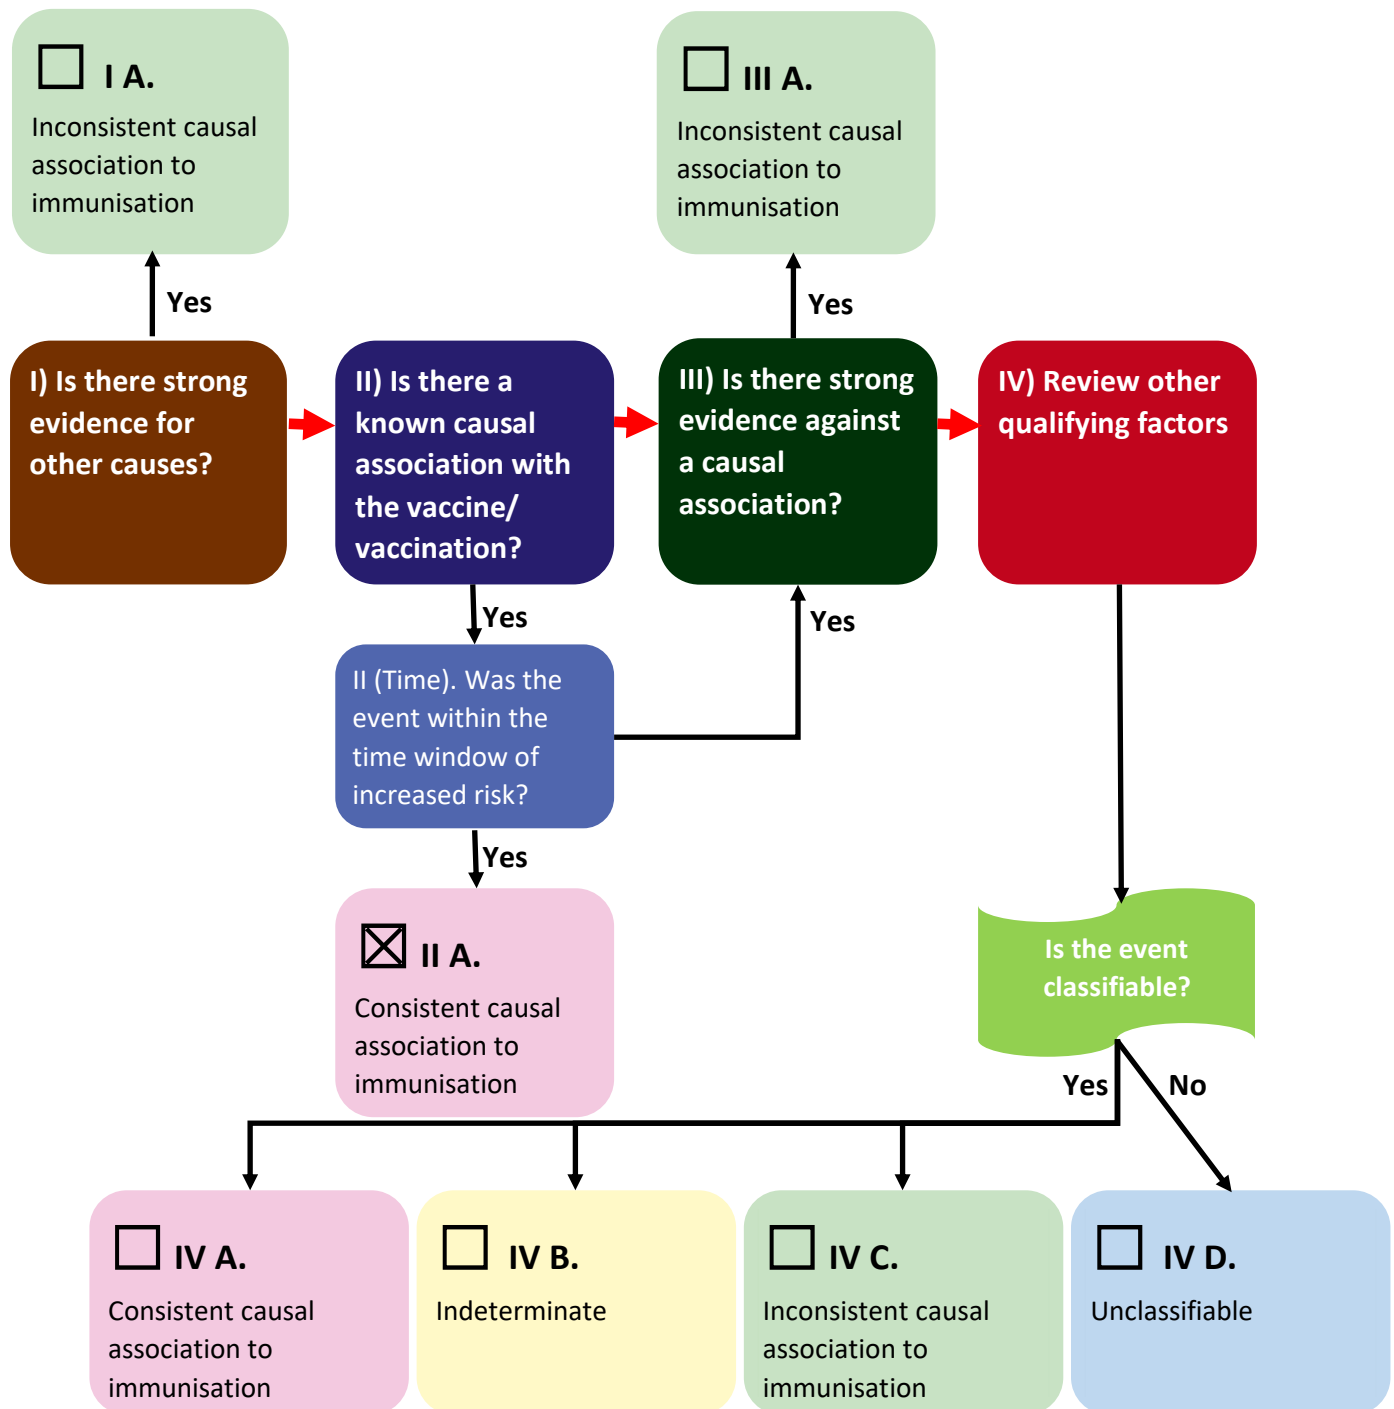 I A.
Inconsistent causal
association to
immunisation
III A.
Inconsistent causal
association to
immunisation
Yes
Yes
I) Is there strong
evidence for
other causes?
II) Is there a
known causal
association with
the vaccine/
vaccination?
III) Is there strong
evidence against
a causal
association?
IV) Review other
qualifying factors
Yes
Yes
II (Time). Was the
event within the
time window of
increased risk?
Yes
II A.
Consistent causal
association to
immunisation
Is the event
classifiable?
Yes
No
IV A.
Consistent causal
association to
immunisation
IV B.
Indeterminate
IV C.
Inconsistent causal
association to
immunisation
IV D.
Unclassifiable